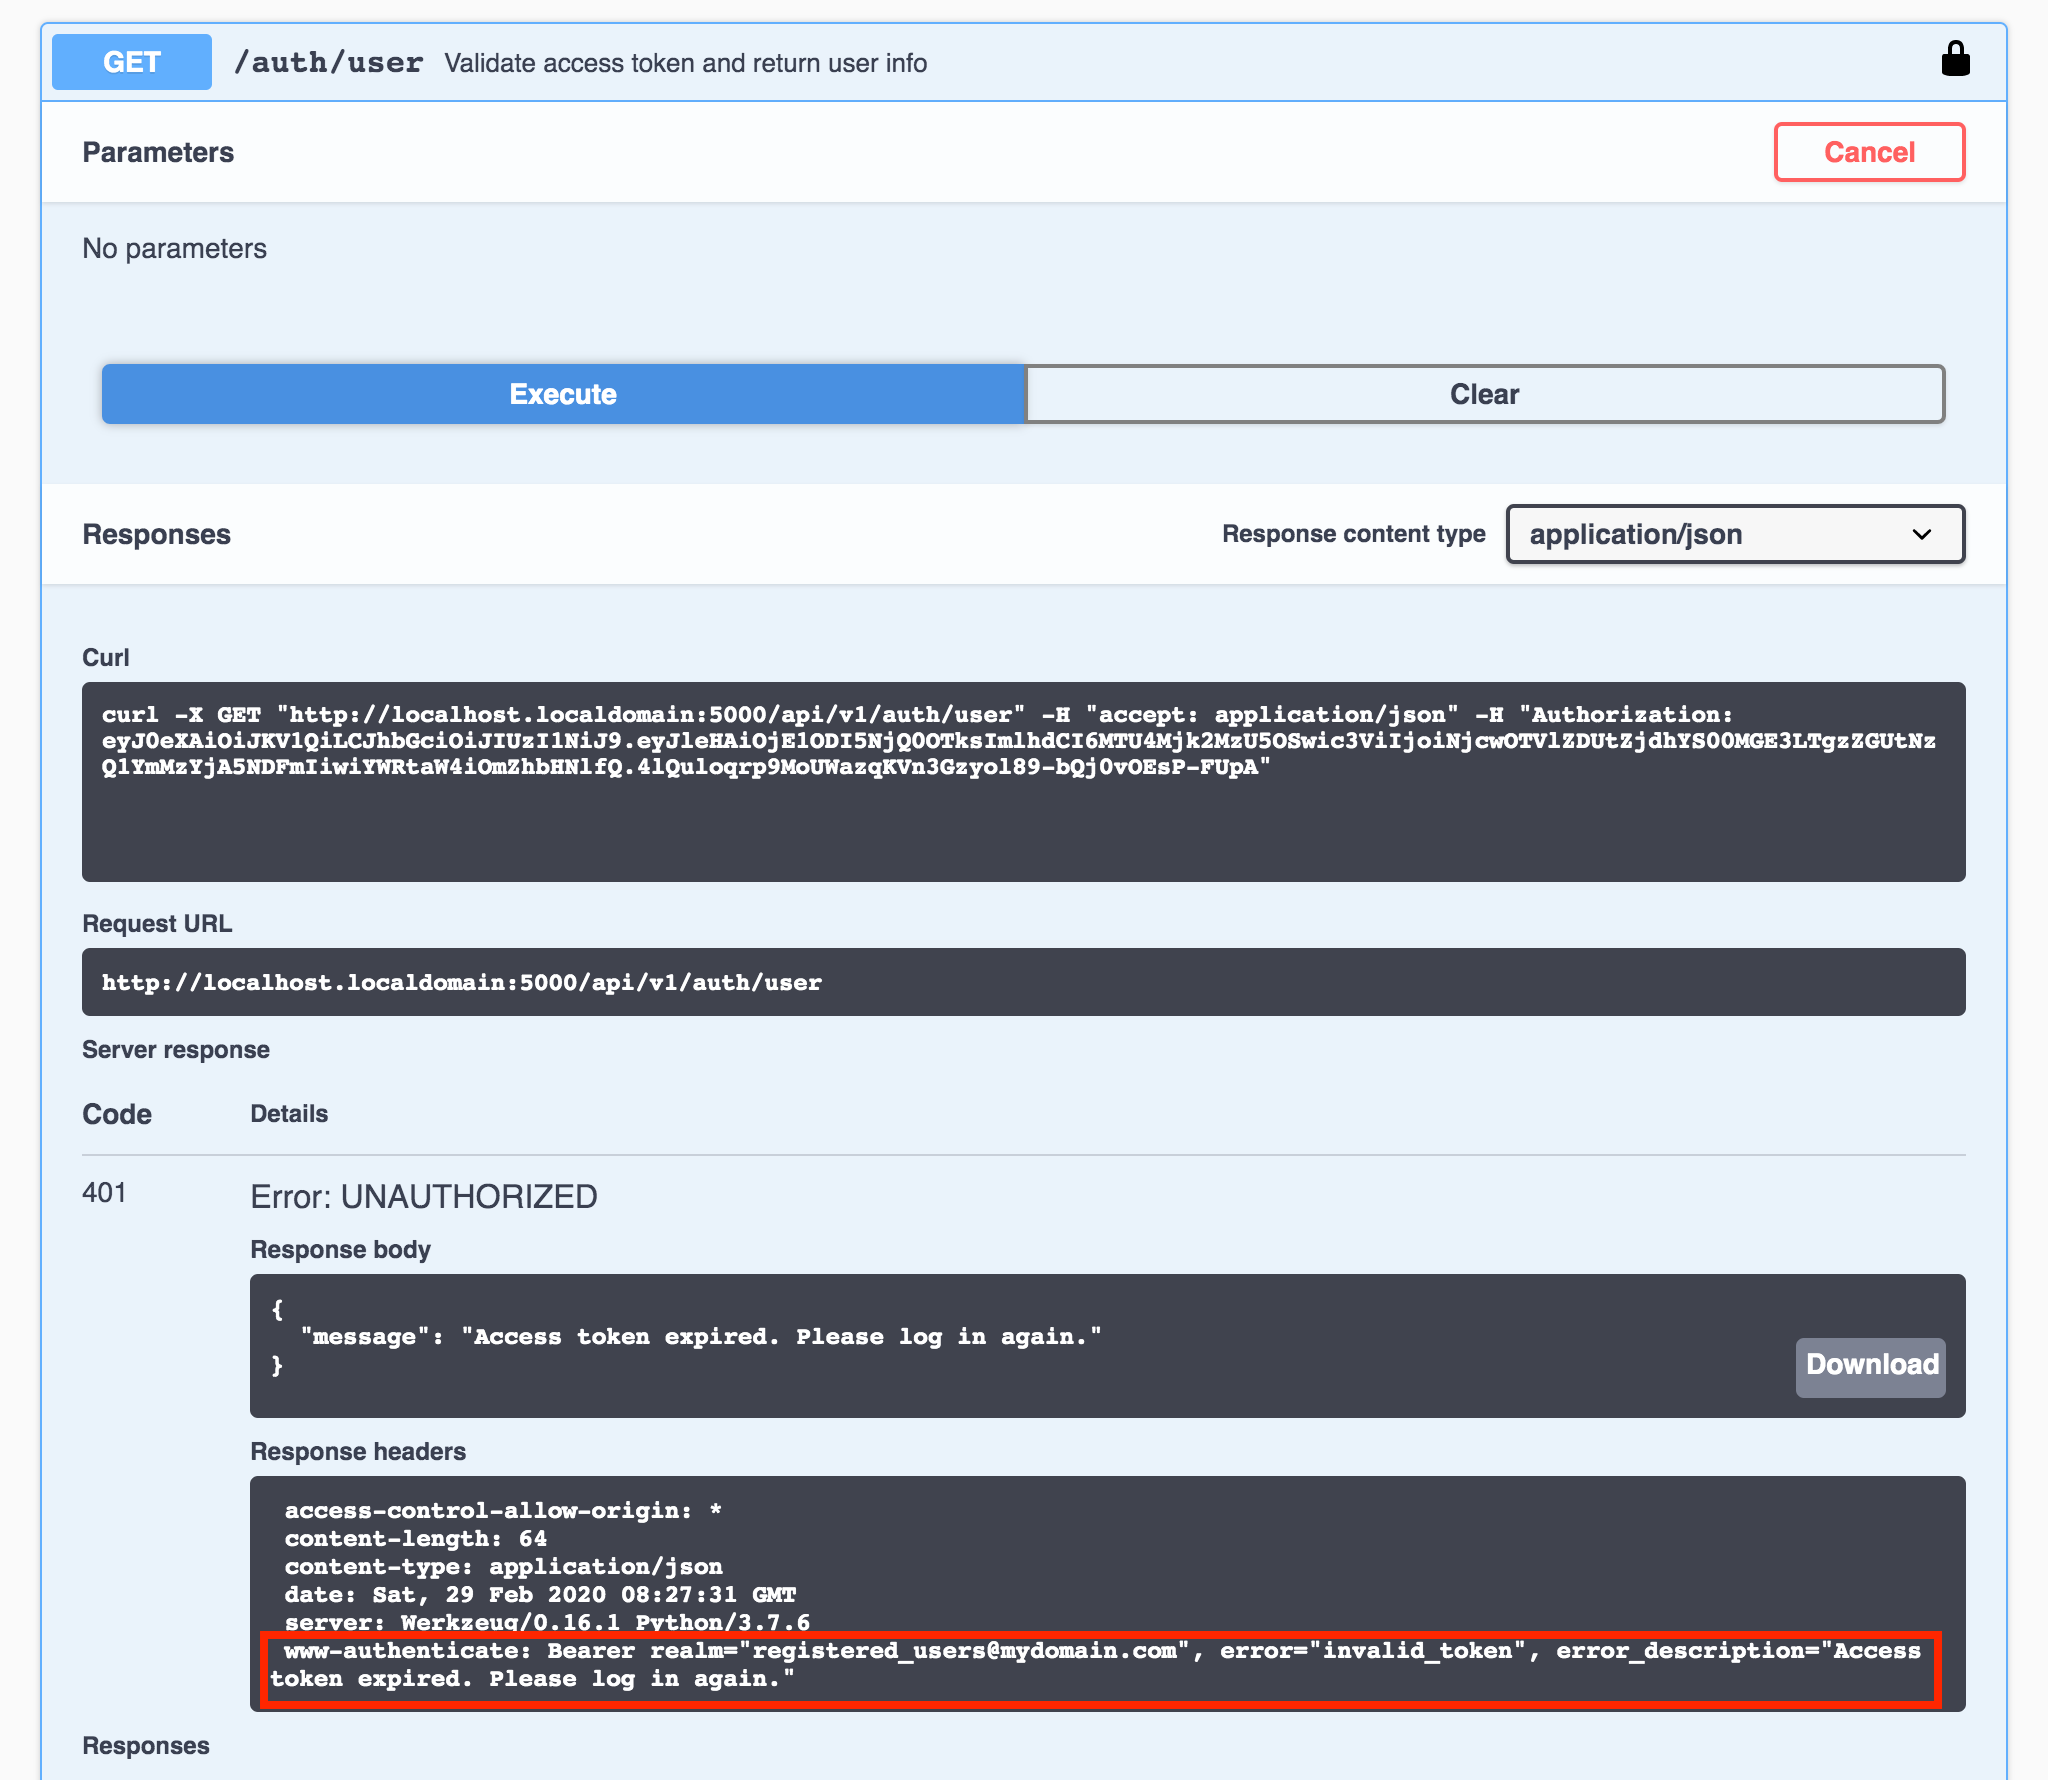 GET /auth/user Validate access token and return user info
Parameters Cancel
No parameters
Execute Clear
Responses Response content type application/json
Curl
curl -X GET "http://localhost.localdomain:5000/api/v1/auth/user" -H "accept: application/json" -H "Authorization:
eyJ0eXAiOiJKV1QiLCJhbGciOiJIUzI1NiJ9.eyJleHAiOjE1ODI5NjQ0OTksImlhdCI6MTU4Mjk2MzU5OSwic3ViIjoiNjcwOTVlZDUtZjdhYS00MGE3LTgzZGUtNz
Q1YmMzYjA5NDFmIiwiYWRtaW4iOmZhbHNlfQ.4lQuloqrp9MoUWazqKVn3Gzyol89-bQj0vOEsP-FUpA"
Request URL
http://localhost.localdomain:5000/api/v1/auth/user
Server response
Code Details
401 Error: UNAUTHORIZED
Response body
{
"message": "Access token expired. Please log in again."
}
Download
Response headers
access-control-allow-origin: *
content-length: 64
content-type: application/json
date: Sat, 29 Feb 2020 08:27:31 GMT
server: Werkzeug/0.16.1 Python/3.7.6
www-authenticate: Bearer realm="registered_users@mydomain.com", error="invalid_token", error_description="Access
token expired. Please log in again."
Responses